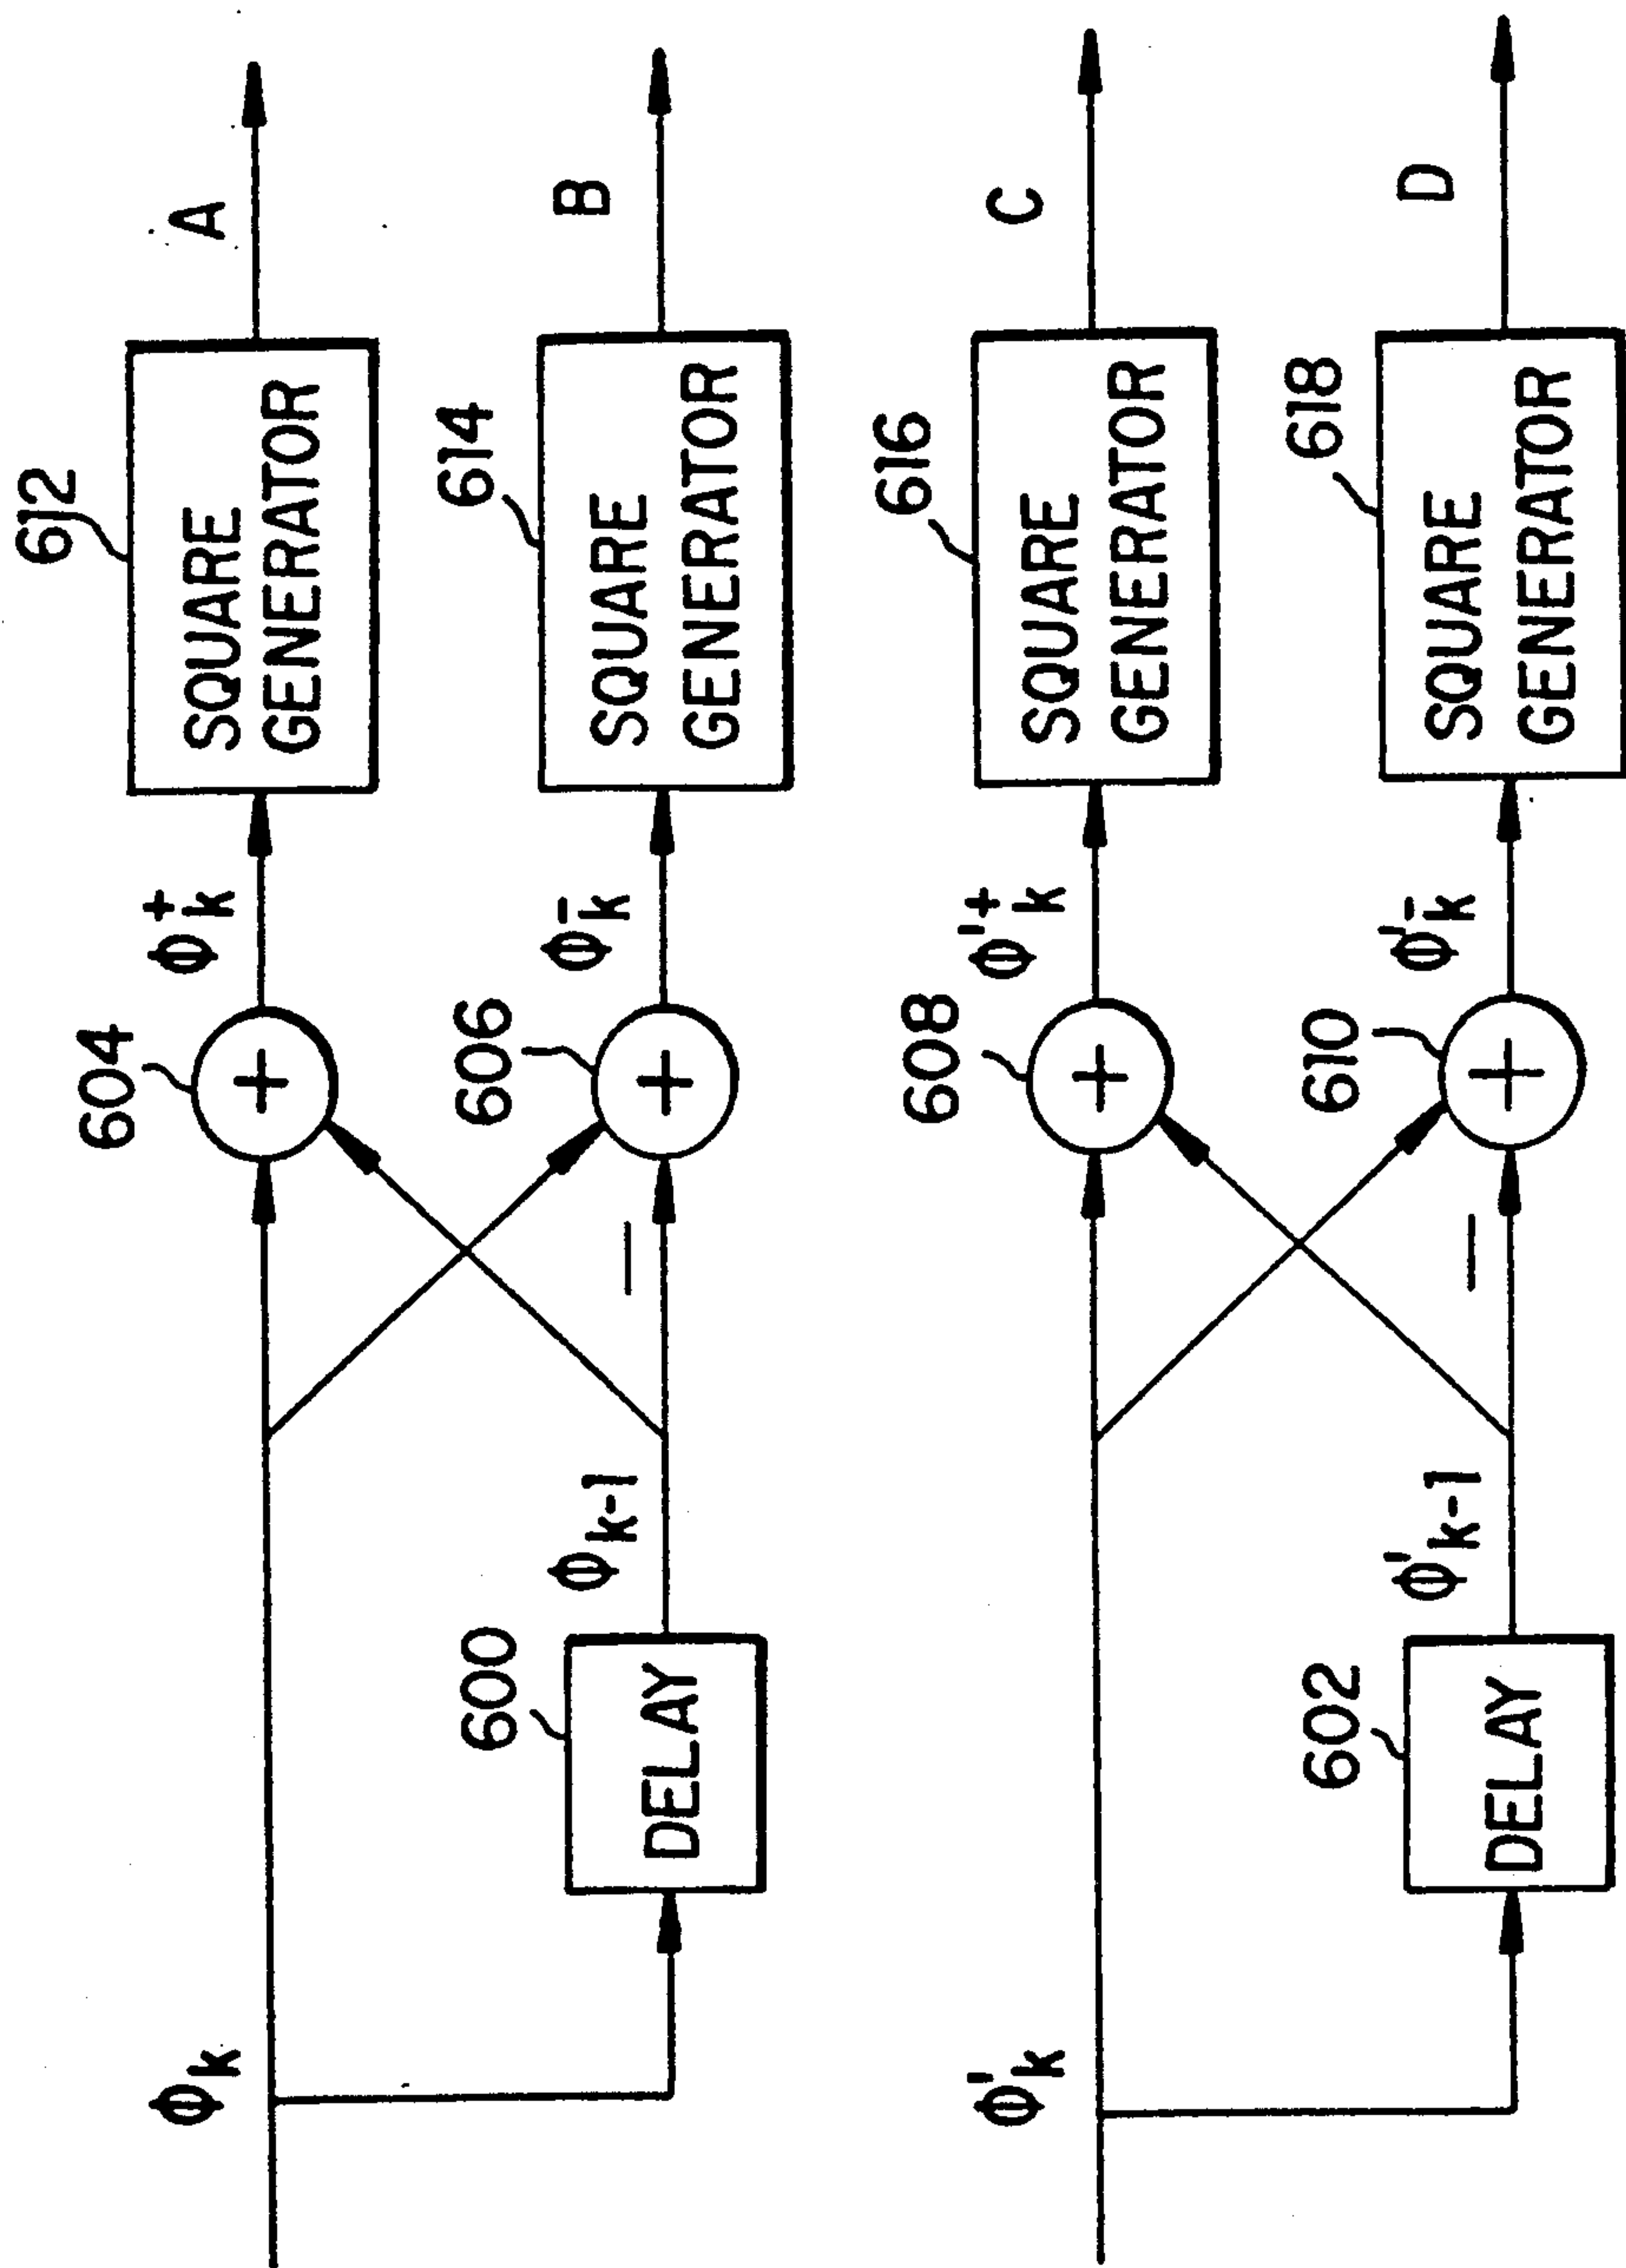 612
A
SQUARE
GENERATOR
ϕ⁺ₖ
604
ϕₖ
614
B
SQUARE
GENERATOR
ϕ⁻ₖ
606
−
ϕₖ₋₁
600
DELAY
616
C
SQUARE
GENERATOR
ϕ'⁺ₖ
608
ϕ'ₖ
618
D
SQUARE
GENERATOR
ϕ'⁻ₖ
610
−
ϕ'ₖ₋₁
602
DELAY